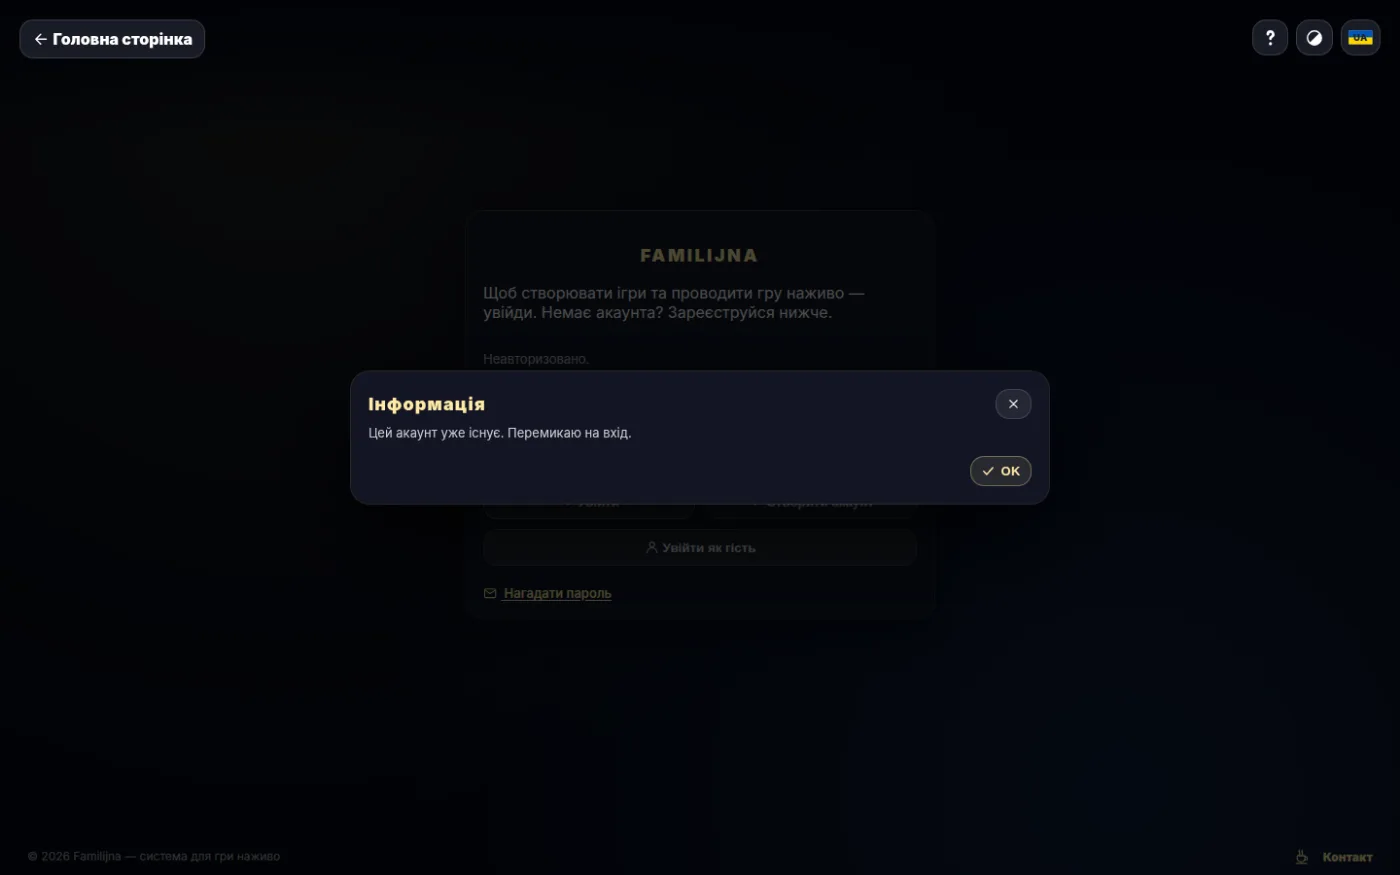 Головна сторінка
?
UA
FAMILIJNA
Щоб створювати ігри та проводити гру наживо —
увійди. Немає акаунта? Зареєструйся нижче.
Неавторизовано.
Інформація
Цей акаунт уже існує. Перемикаю на вхід.
OK
Увійти як гість
Нагадати пароль
© 2026 Familijna — система для гри наживо
Контакт